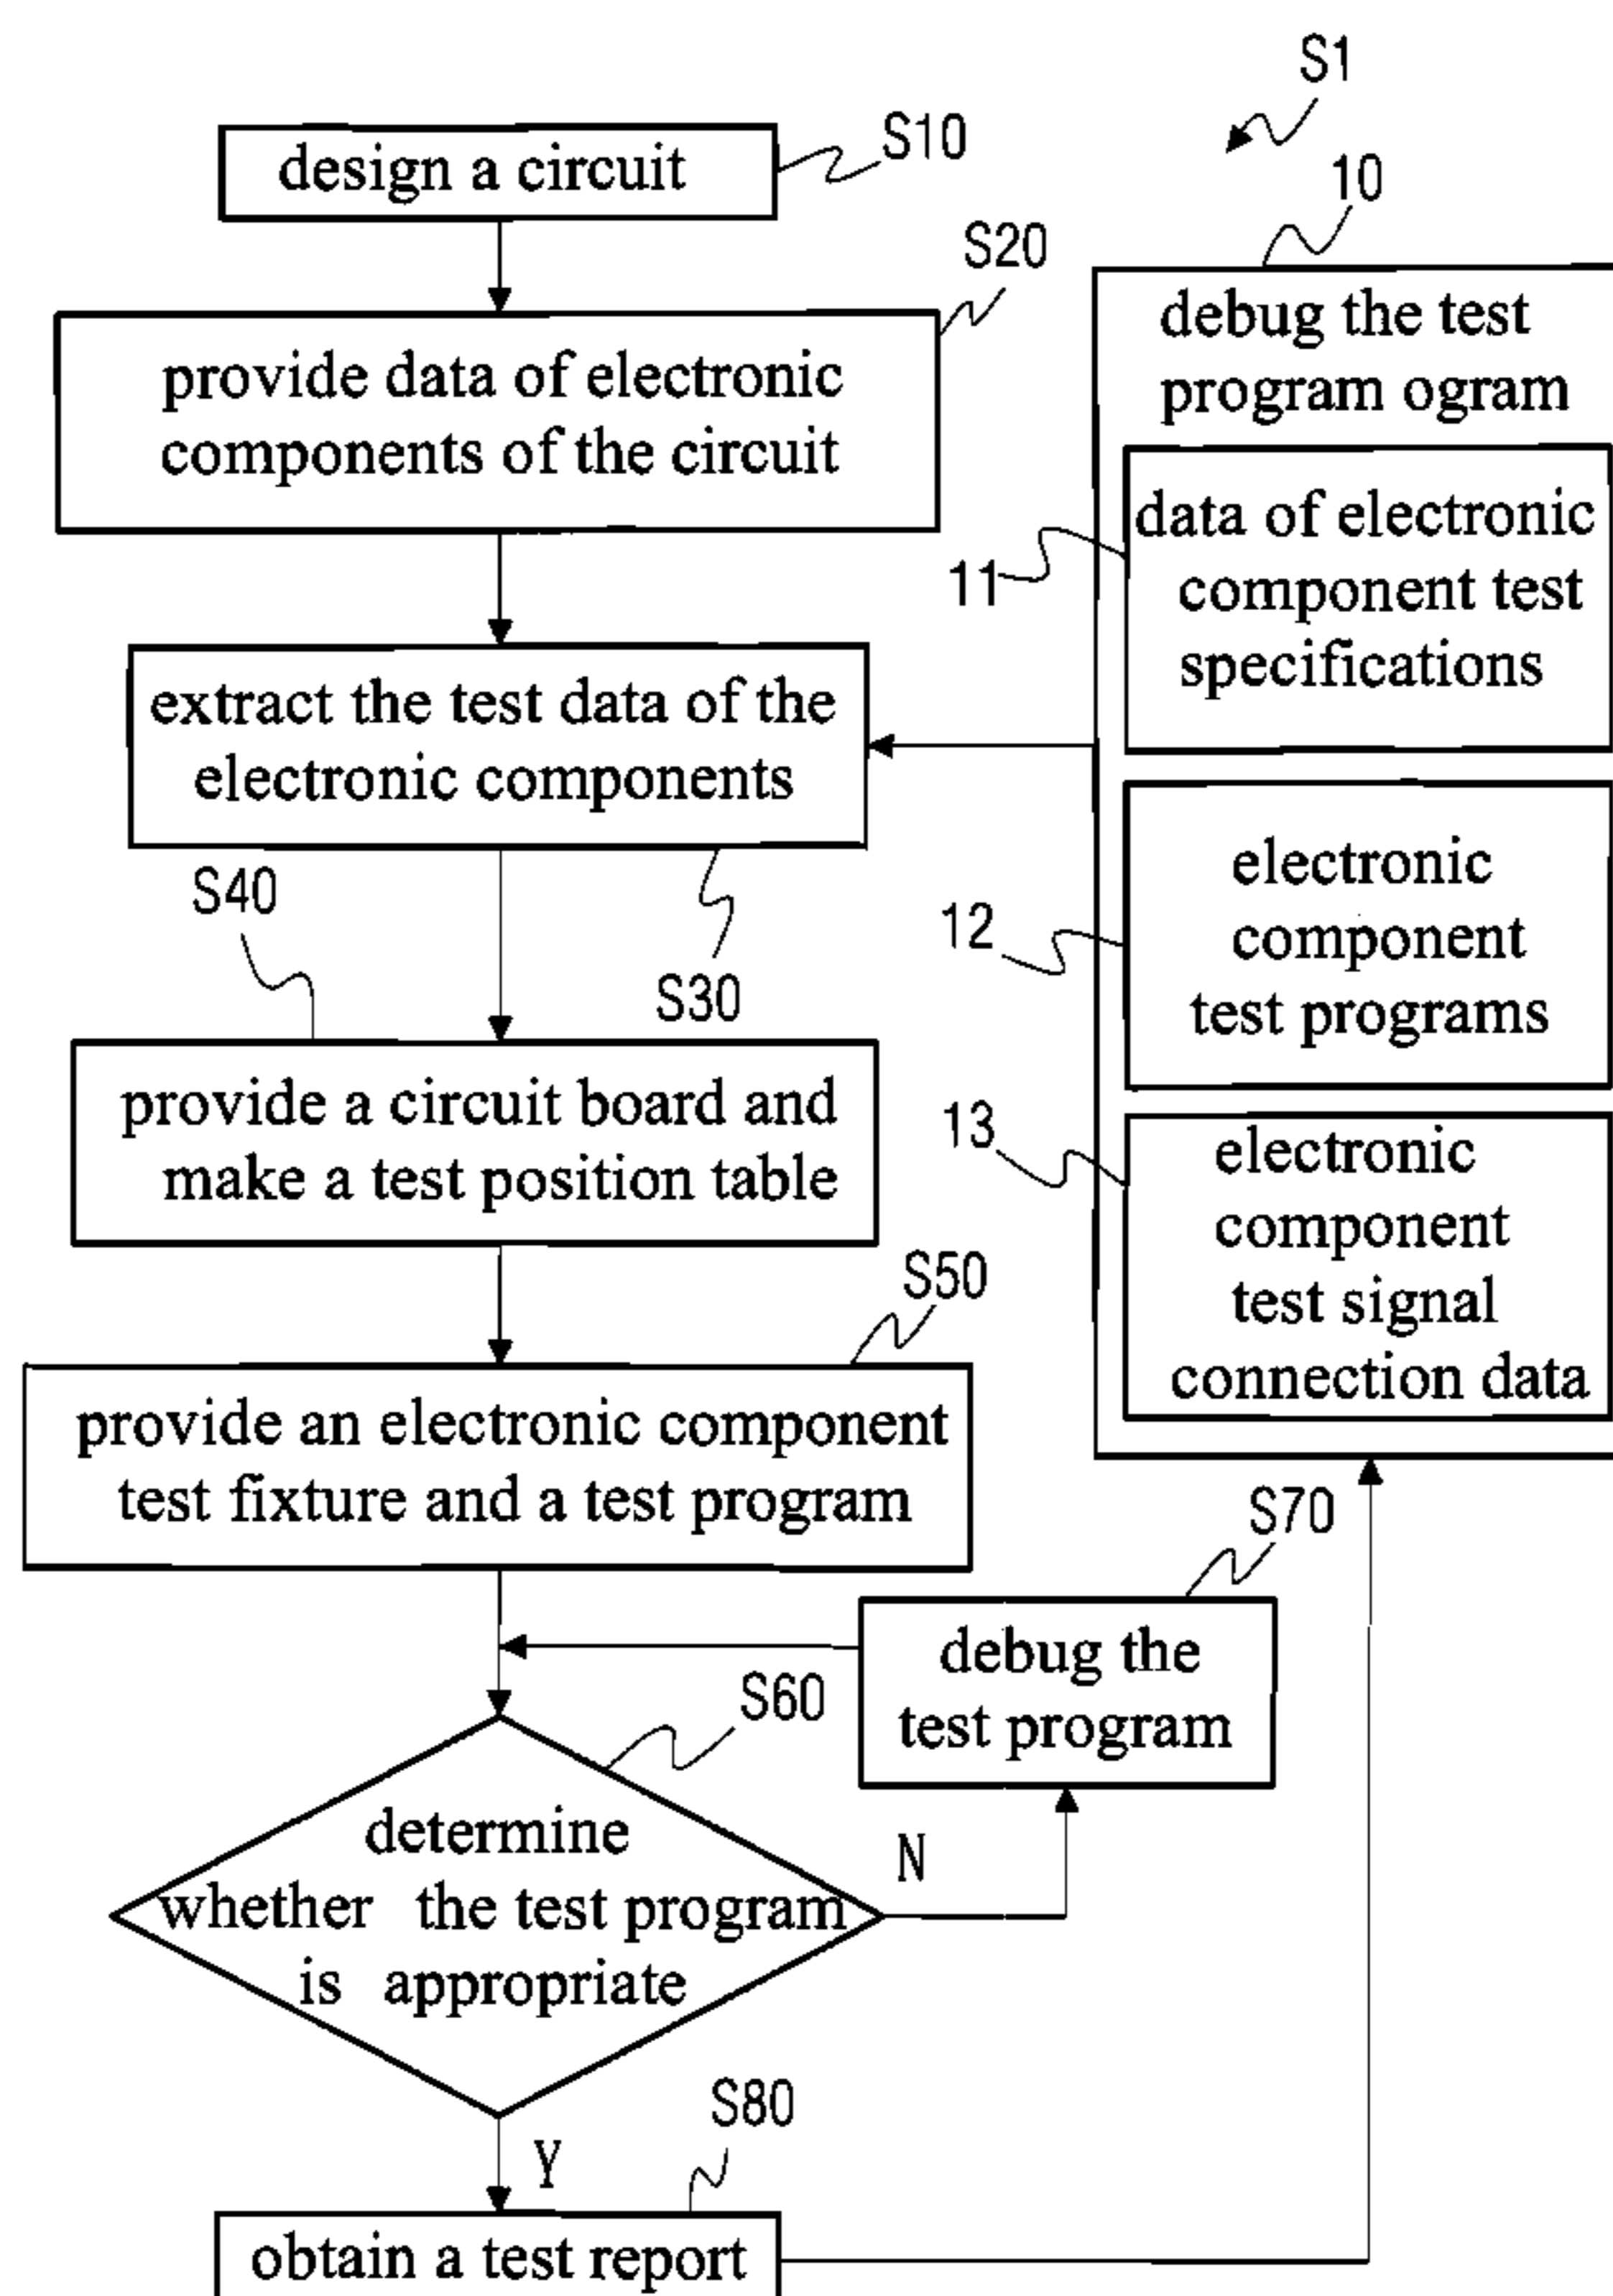 S1
design a circuit
S10
10
S20
provide data of electronic
components of the circuit
debug the test
program ogram
data of electronic
component test
specifications
11
extract the test data of the
electronic components
S40
S30
electronic
component
test programs
12
provide a circuit board and
make a test position table
13
electronic
component
test signal
connection data
S50
provide an electronic component
test fixture and a test program
S70
debug the
test program
S60
determine
whether the test program
is appropriate
N
Y
S80
obtain a test report